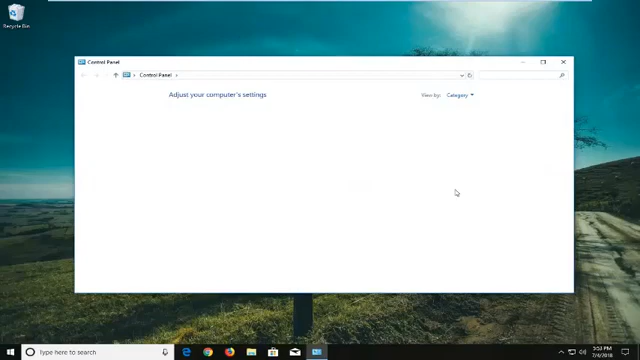 Recycle Bin
Control Panel
Control Panel
Adjust your computer's settings
View by:
Category
Type here to search
5:53 PM
7/4/2018